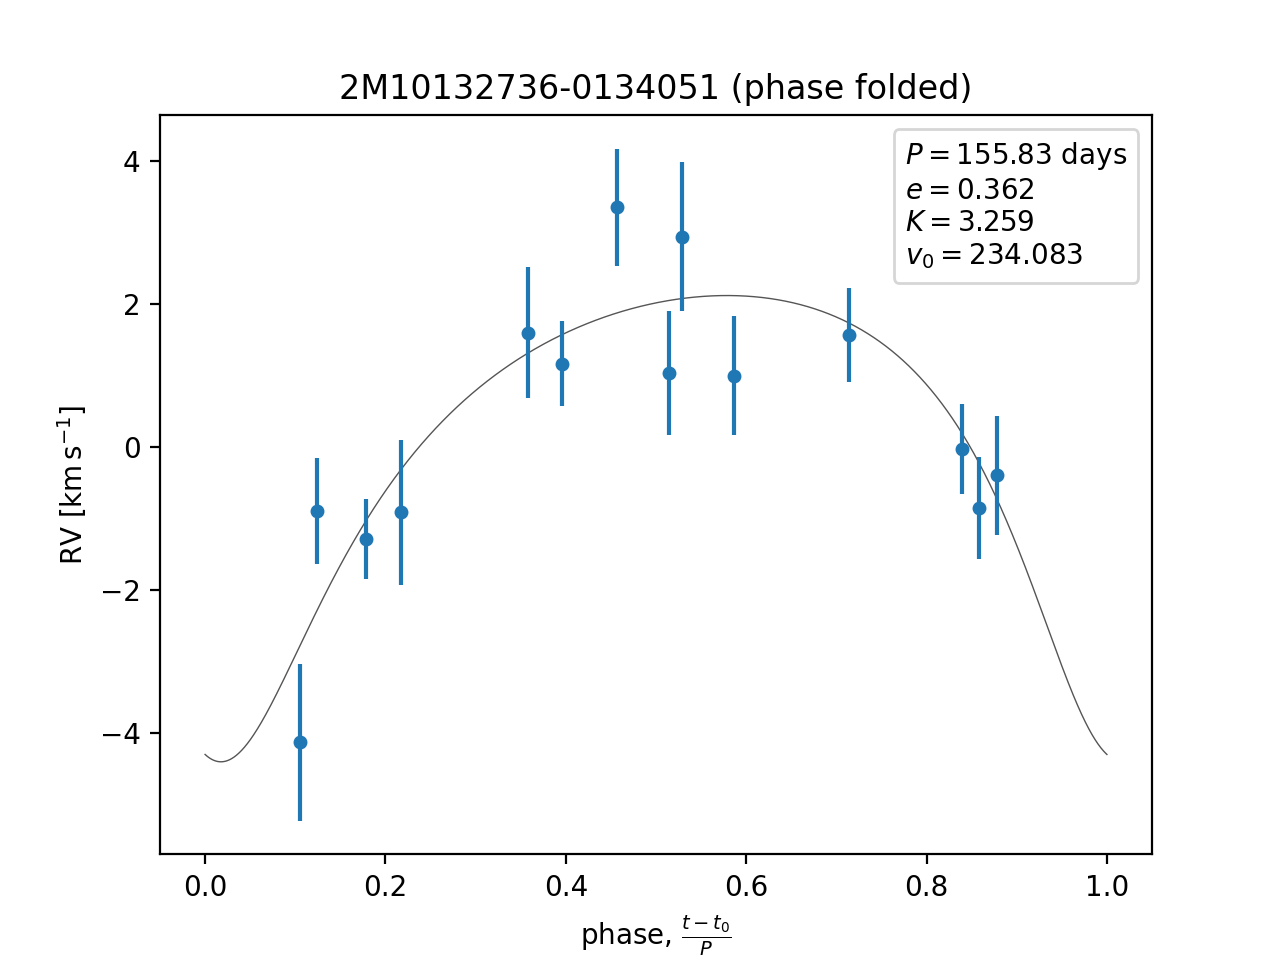 2M10132736-0134051 (phase folded)
P = 155.83 days
e = 0.362
K = 3.259
v₀ = 234.083
RV [km s⁻¹]
4
2
0
−2
−4
0.0 0.2 0.4 0.6 0.8 1.0
phase, (t − t₀)/P